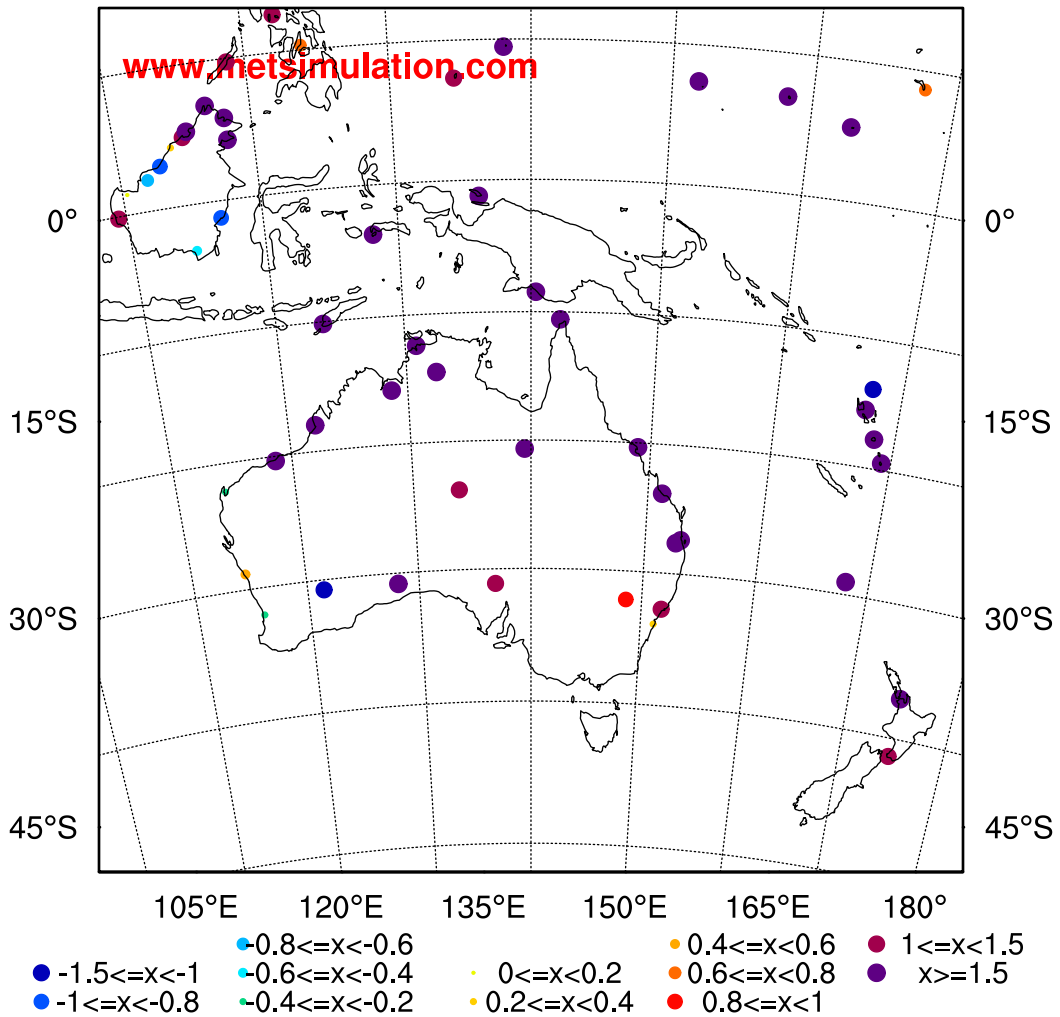 www.metsimulation.com
0° 0°
15°S 15°S
30°S 30°S
45°S 45°S
105°E 120°E 135°E 150°E 165°E 180°
-0.8<=x<-0.6 0.4<=x<0.6 1<=x<1.5
-1.5<=x<-1 -0.6<=x<-0.4 0<=x<0.2 0.6<=x<0.8 x>=1.5
-1<=x<-0.8 -0.4<=x<-0.2 0.2<=x<0.4 0.8<=x<1